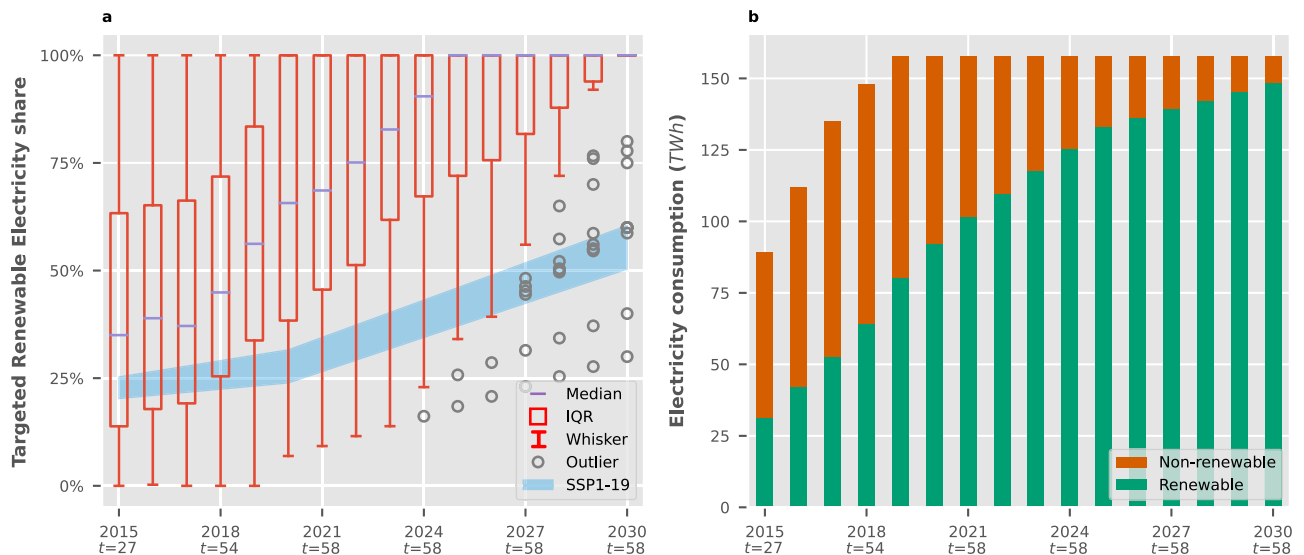 a
Targeted Renewable Electricity share
100%
75%
50%
25%
0%
Median
IQR
Whisker
Outlier
SSP1-19
2015 2018 2021 2024 2027 2030
t=27 t=54 t=58 t=58 t=58 t=58
b
Electricity consumption (TWh)
150
125
100
75
50
25
0
Non-renewable
Renewable
2015 2018 2021 2024 2027 2030
t=27 t=54 t=58 t=58 t=58 t=58